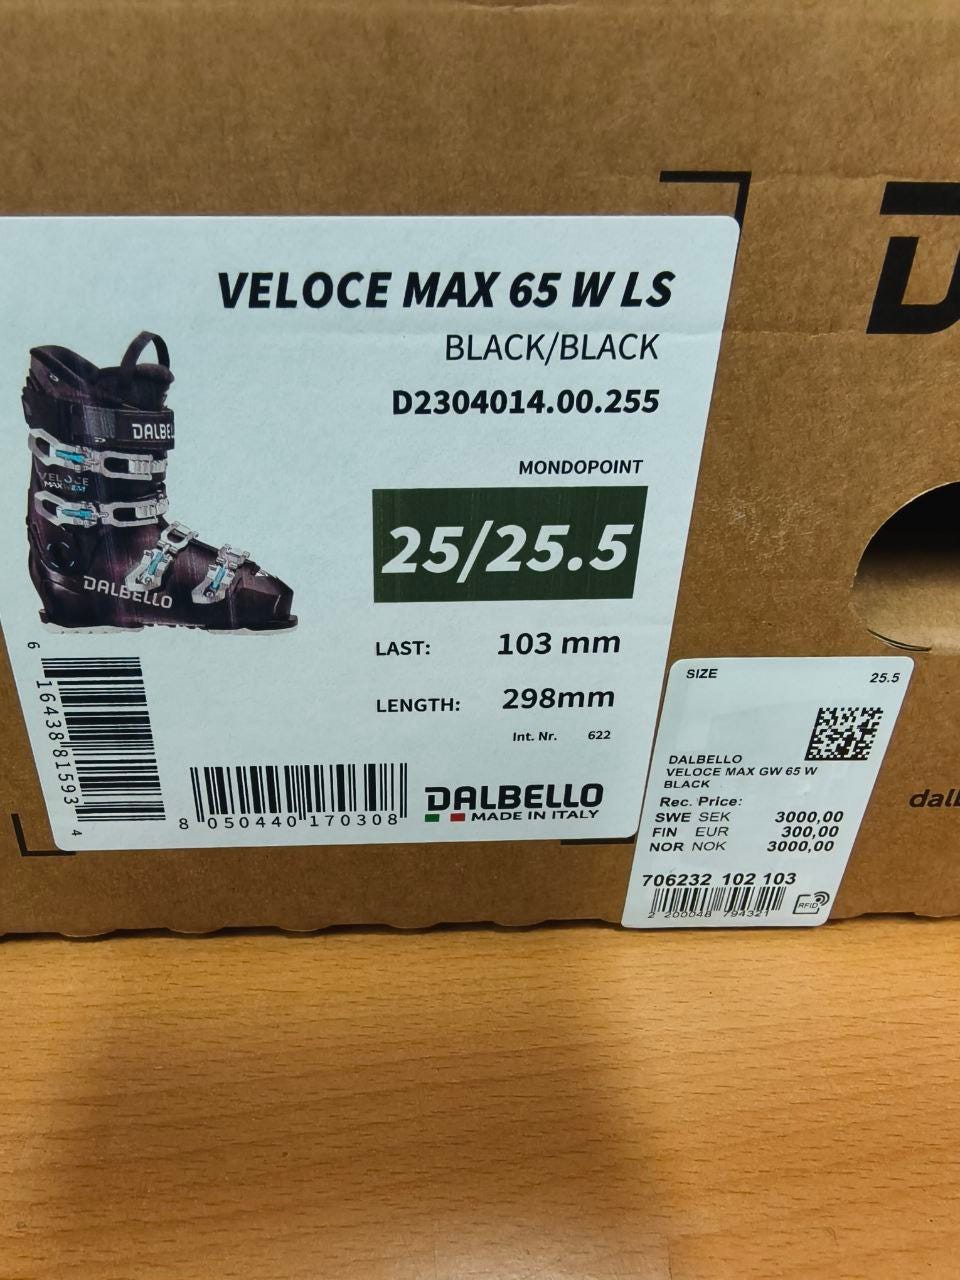 VELOCE MAX 65 W LS
BLACK/BLACK
D2304014.00.255
MONDOPOINT
25/25.5
LAST: 103 mm
LENGTH: 298mm
Int. Nr. 622
DALBELLO
VELOCE
DALBELLO
6 16438 81593 4
8 050440 170308
DALBELLO
MADE IN ITALY
SIZE 25.5
DALBELLO
VELOCE MAX GW 65 W
BLACK
Rec. Price:
SWE SEK 3000,00
FIN EUR 300,00
NOR NOK 3000,00
706232 102 103
2 200048 794321
RFID